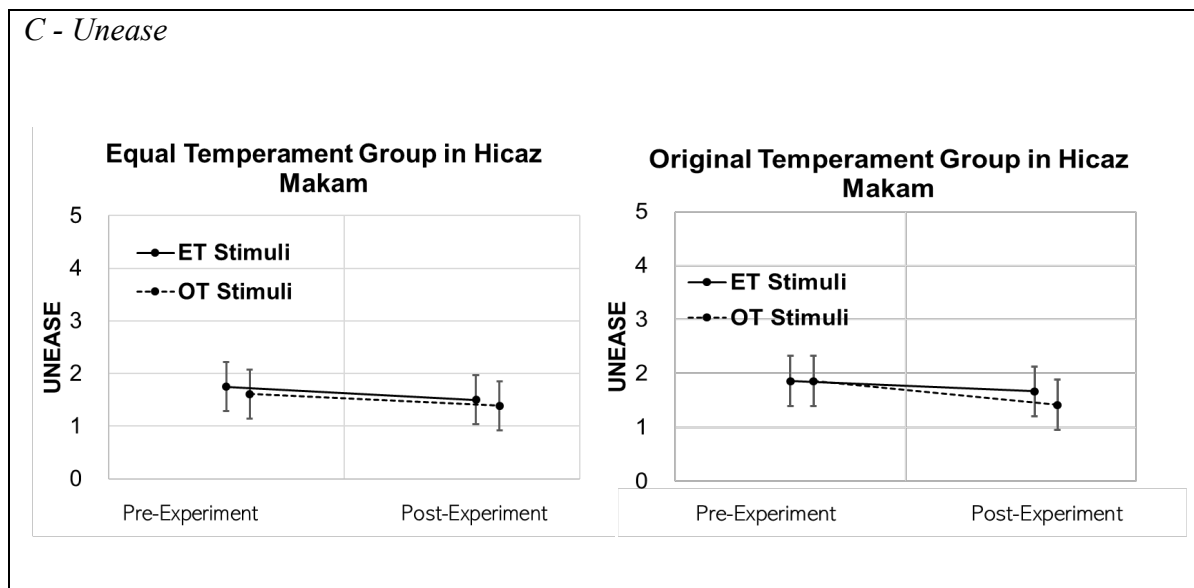 C - Unease
Equal Temperament Group in Hicaz
Makam
5
4
3
2
1
0
UNEASE
ET Stimuli
OT Stimuli
Pre-Experiment
Post-Experiment
Original Temperament Group in Hicaz
Makam
5
4
3
2
1
0
UNEASE
ET Stimuli
OT Stimuli
Pre-Experiment
Post-Experiment